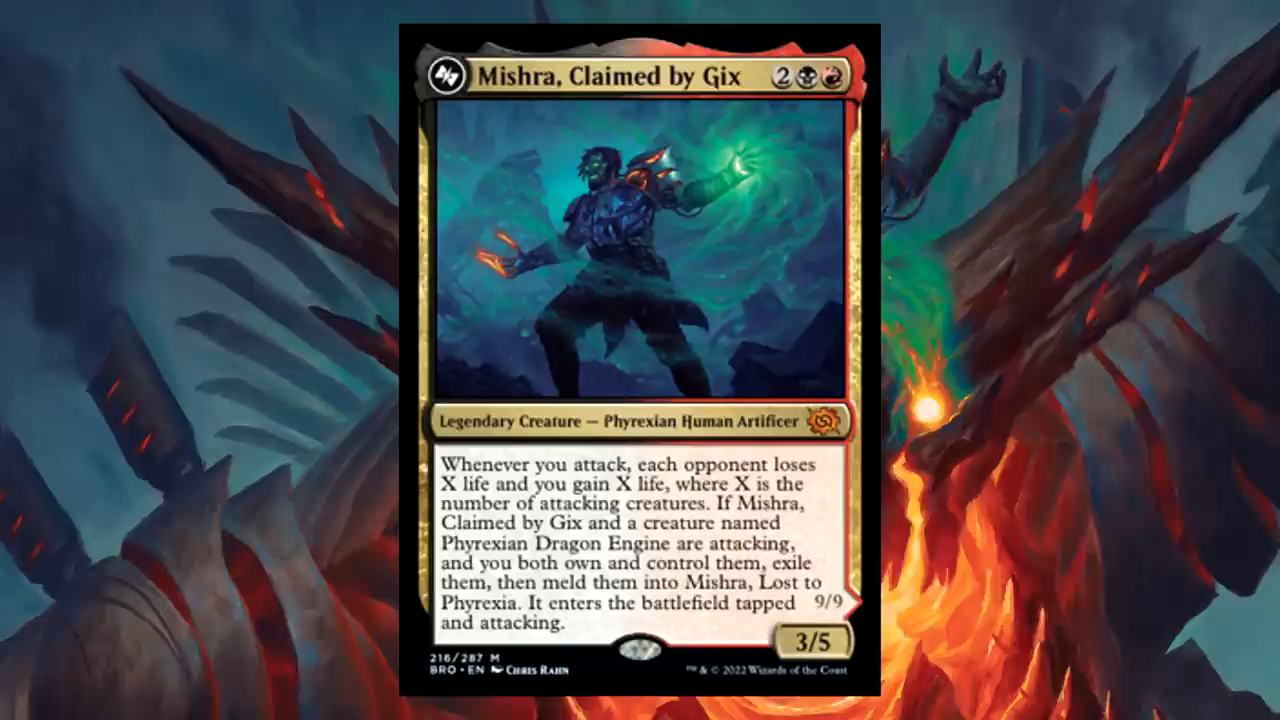 Mishra, Claimed by Gix 2
Legendary Creature — Phyrexian Human Artificer
Whenever you attack, each opponent loses
X life and you gain X life, where X is the
number of attacking creatures. If Mishra,
Claimed by Gix and a creature named
Phyrexian Dragon Engine are attacking,
and you both own and control them, exile
them, then meld them into Mishra, Lost to
Phyrexia. It enters the battlefield tapped
and attacking.
9/9
3/5
216/287 M
BRO • EN Chris Rahn
™ & © 2022 Wizards of the Coast